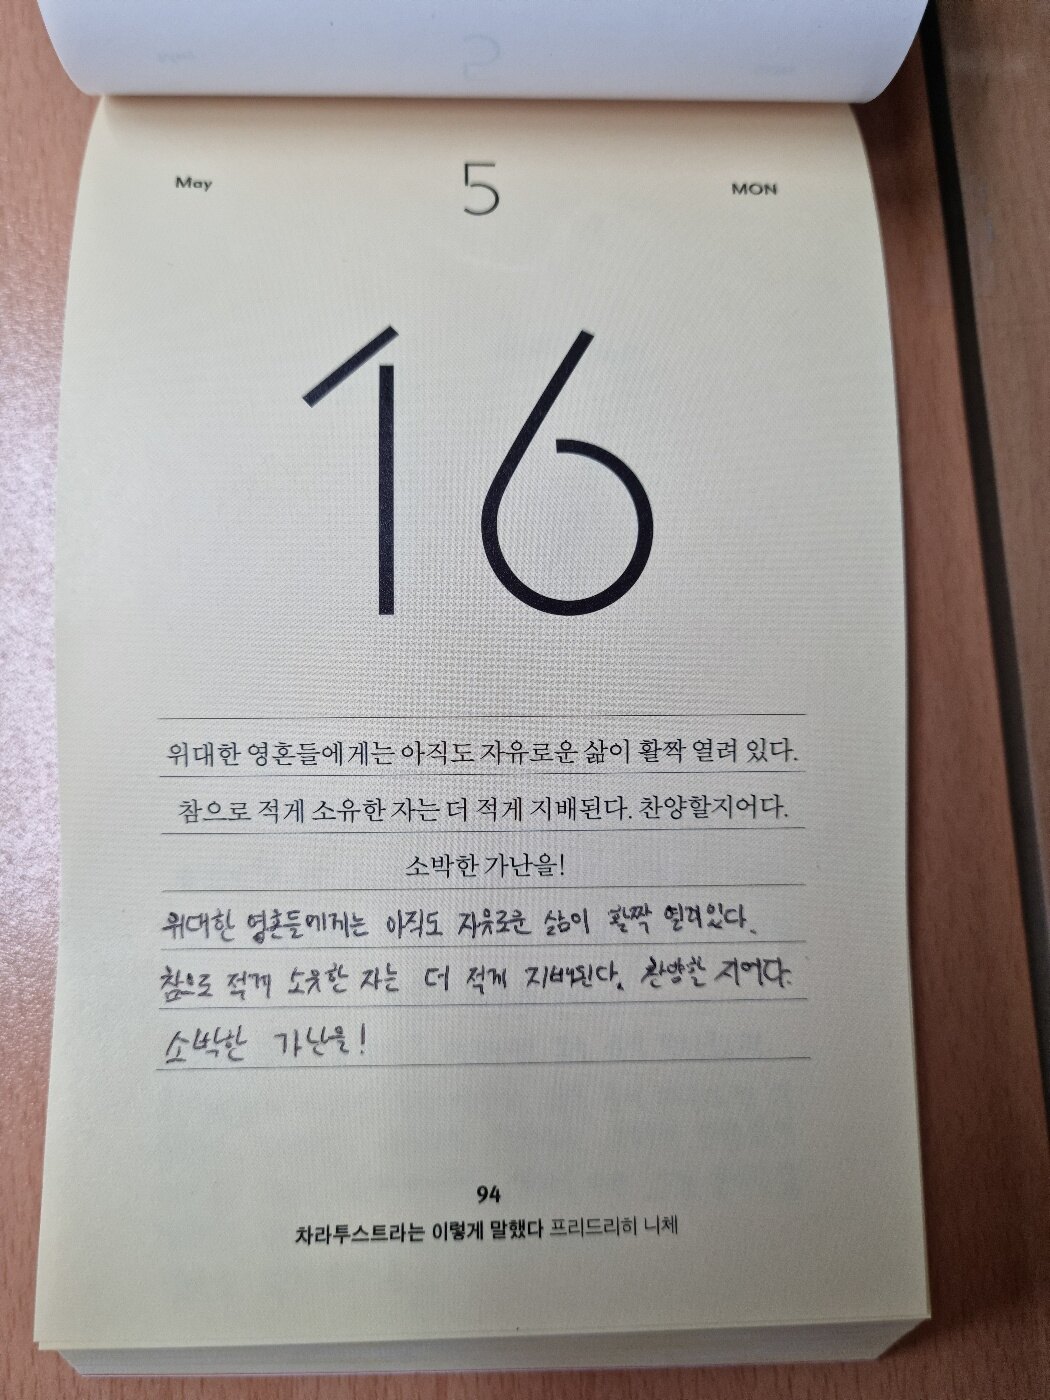 May 5 MON
16
위대한 영혼들에게는 아직도 자유로운 삶이 활짝 열려 있다.
참으로 적게 소유한 자는 더 적게 지배된다. 찬양할지어다.
소박한 가난을!
위대한 영혼들에게는 아직도 자유로운 삶이 활짝 열려있다.
참으로 적게 소유한 자는 더 적게 지배된다. 찬양할 지어다.
소박한 가난을!
94
차라투스트라는 이렇게 말했다 프리드리히 니체